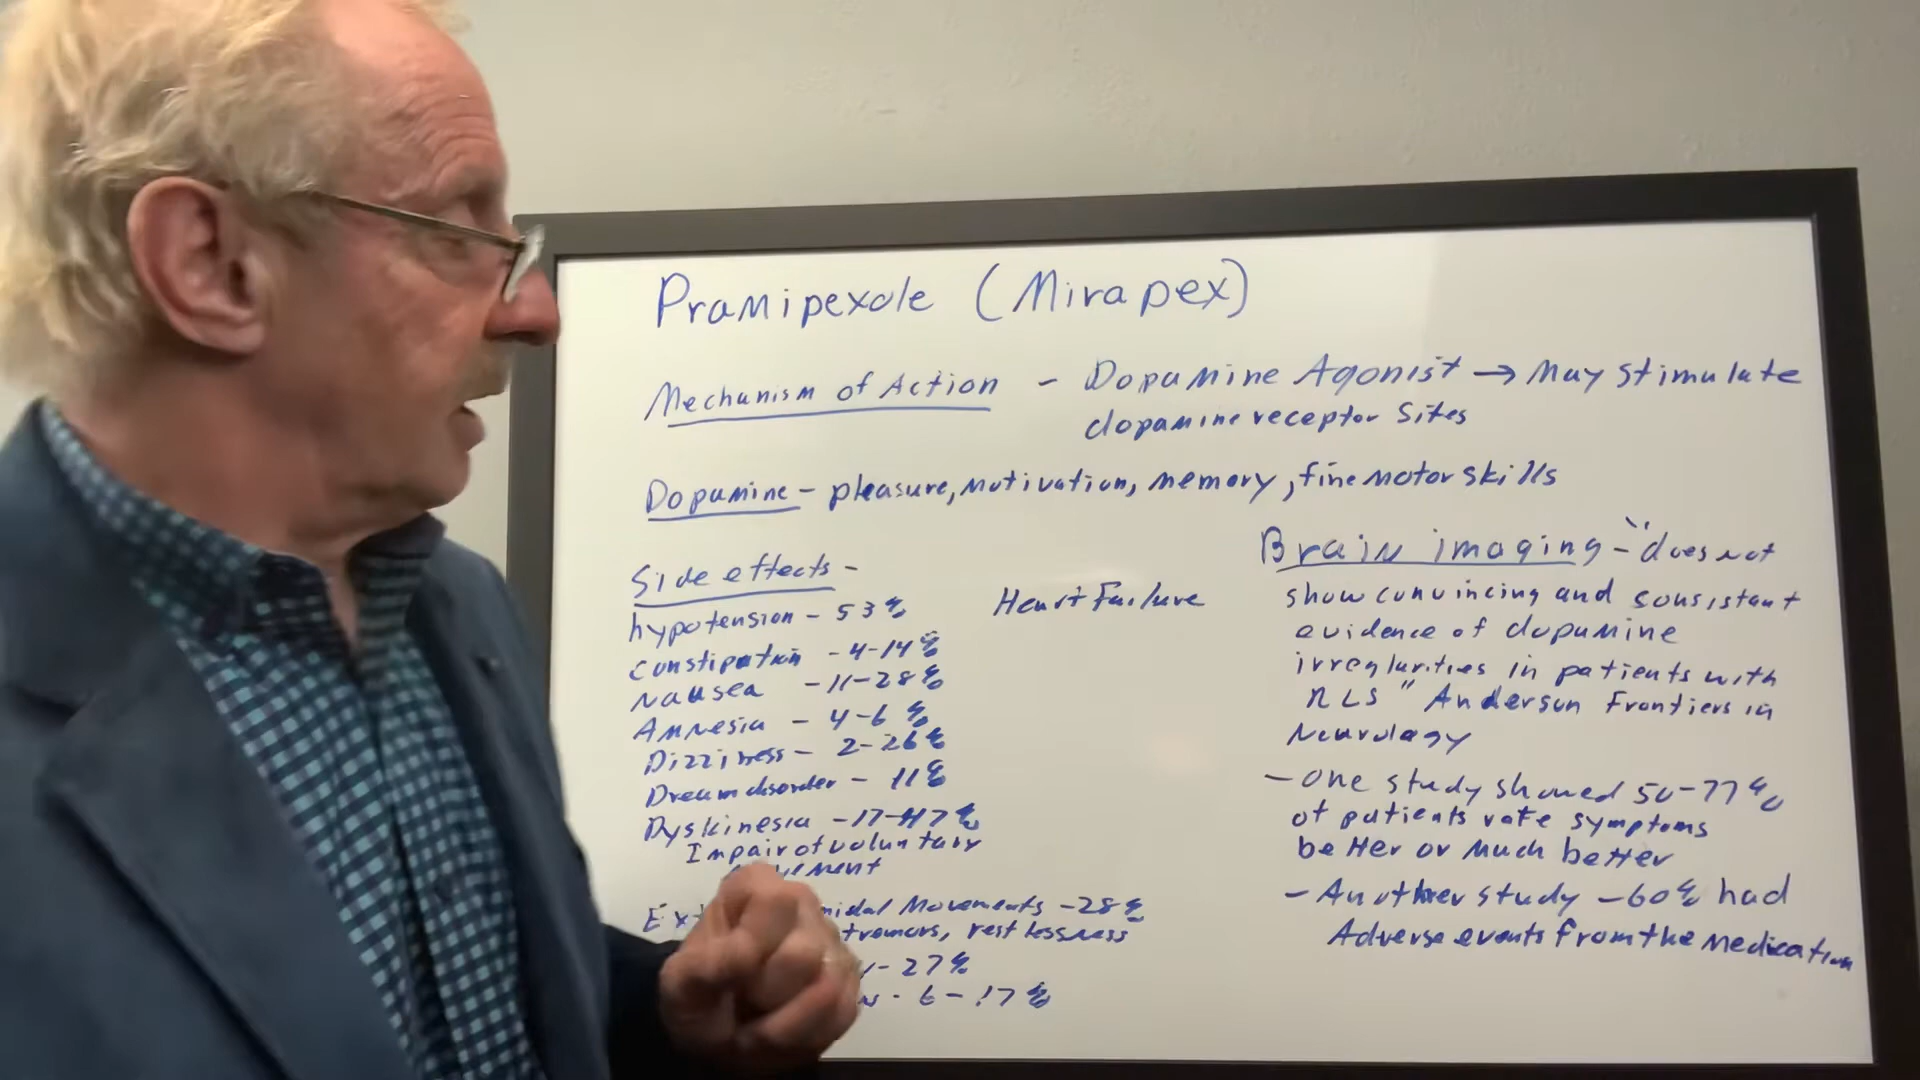 Pramipexole (Mirapex)
Mechanism of Action - Dopamine Agonist → May stimulate
dopamine receptor sites
Dopamine - pleasure, motivation, memory, fine motor skills
Side effects -
hypotension - 53%
constipation - 4-14%
Nausea - 11-28%
Amnesia - 4-6%
Dizziness - 2-26%
Dream disorder - 11%
Dyskinesia - 17-47%
Impair of voluntary
Movement
midal Movements - 28%
tremors, restlessness
- 27%
6-17%
Heart Failure
Brain imaging - "does not
show convincing and consistant
evidence of dopamine
irreglarities in patients with
RLS" Anderson Frontiers in
Neurology
- One study showed 50-77%
of patients rate symptoms
better or much better
- Another study - 60% had
Adverse events from the medication